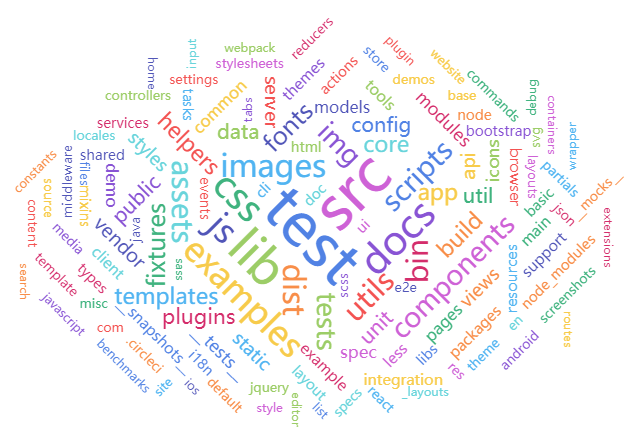 input
webpack
reducers
plugin
home
stylesheets
store
website
settings
themes
actions
demos
commands
tasks
common
server
tools
base
debug
containers
controllers
tabs
fonts
models
modules
node
services
helpers
data
html
img
config
core
bootstrap
svg
wrapped
locales
styles
images
scripts
api
icons
browser
layouts
partials
constants
middleware
shared
files
demo
public
assets
css
cli
doc
src
app
util
basic
json
__mocks__
source
mixins
events
js
test
ui
docs
bin
build
main
support
extensions
content
vendor
java
fixtures
lib
utils
components
resources
node_modules
media
client
sass
examples
dist
scss
e2e
views
screenshots
search
template
types
templates
tests
unit
pages
packages
en
routes
javascript
misc
plugins
spec
less
libs
theme
android
com
__snapshots__
__tests__
static
example
integration
res
.circleci
i18n
benchmarks
site
ios
default
layout
jquery
editor
list
specs
react
_layouts
style